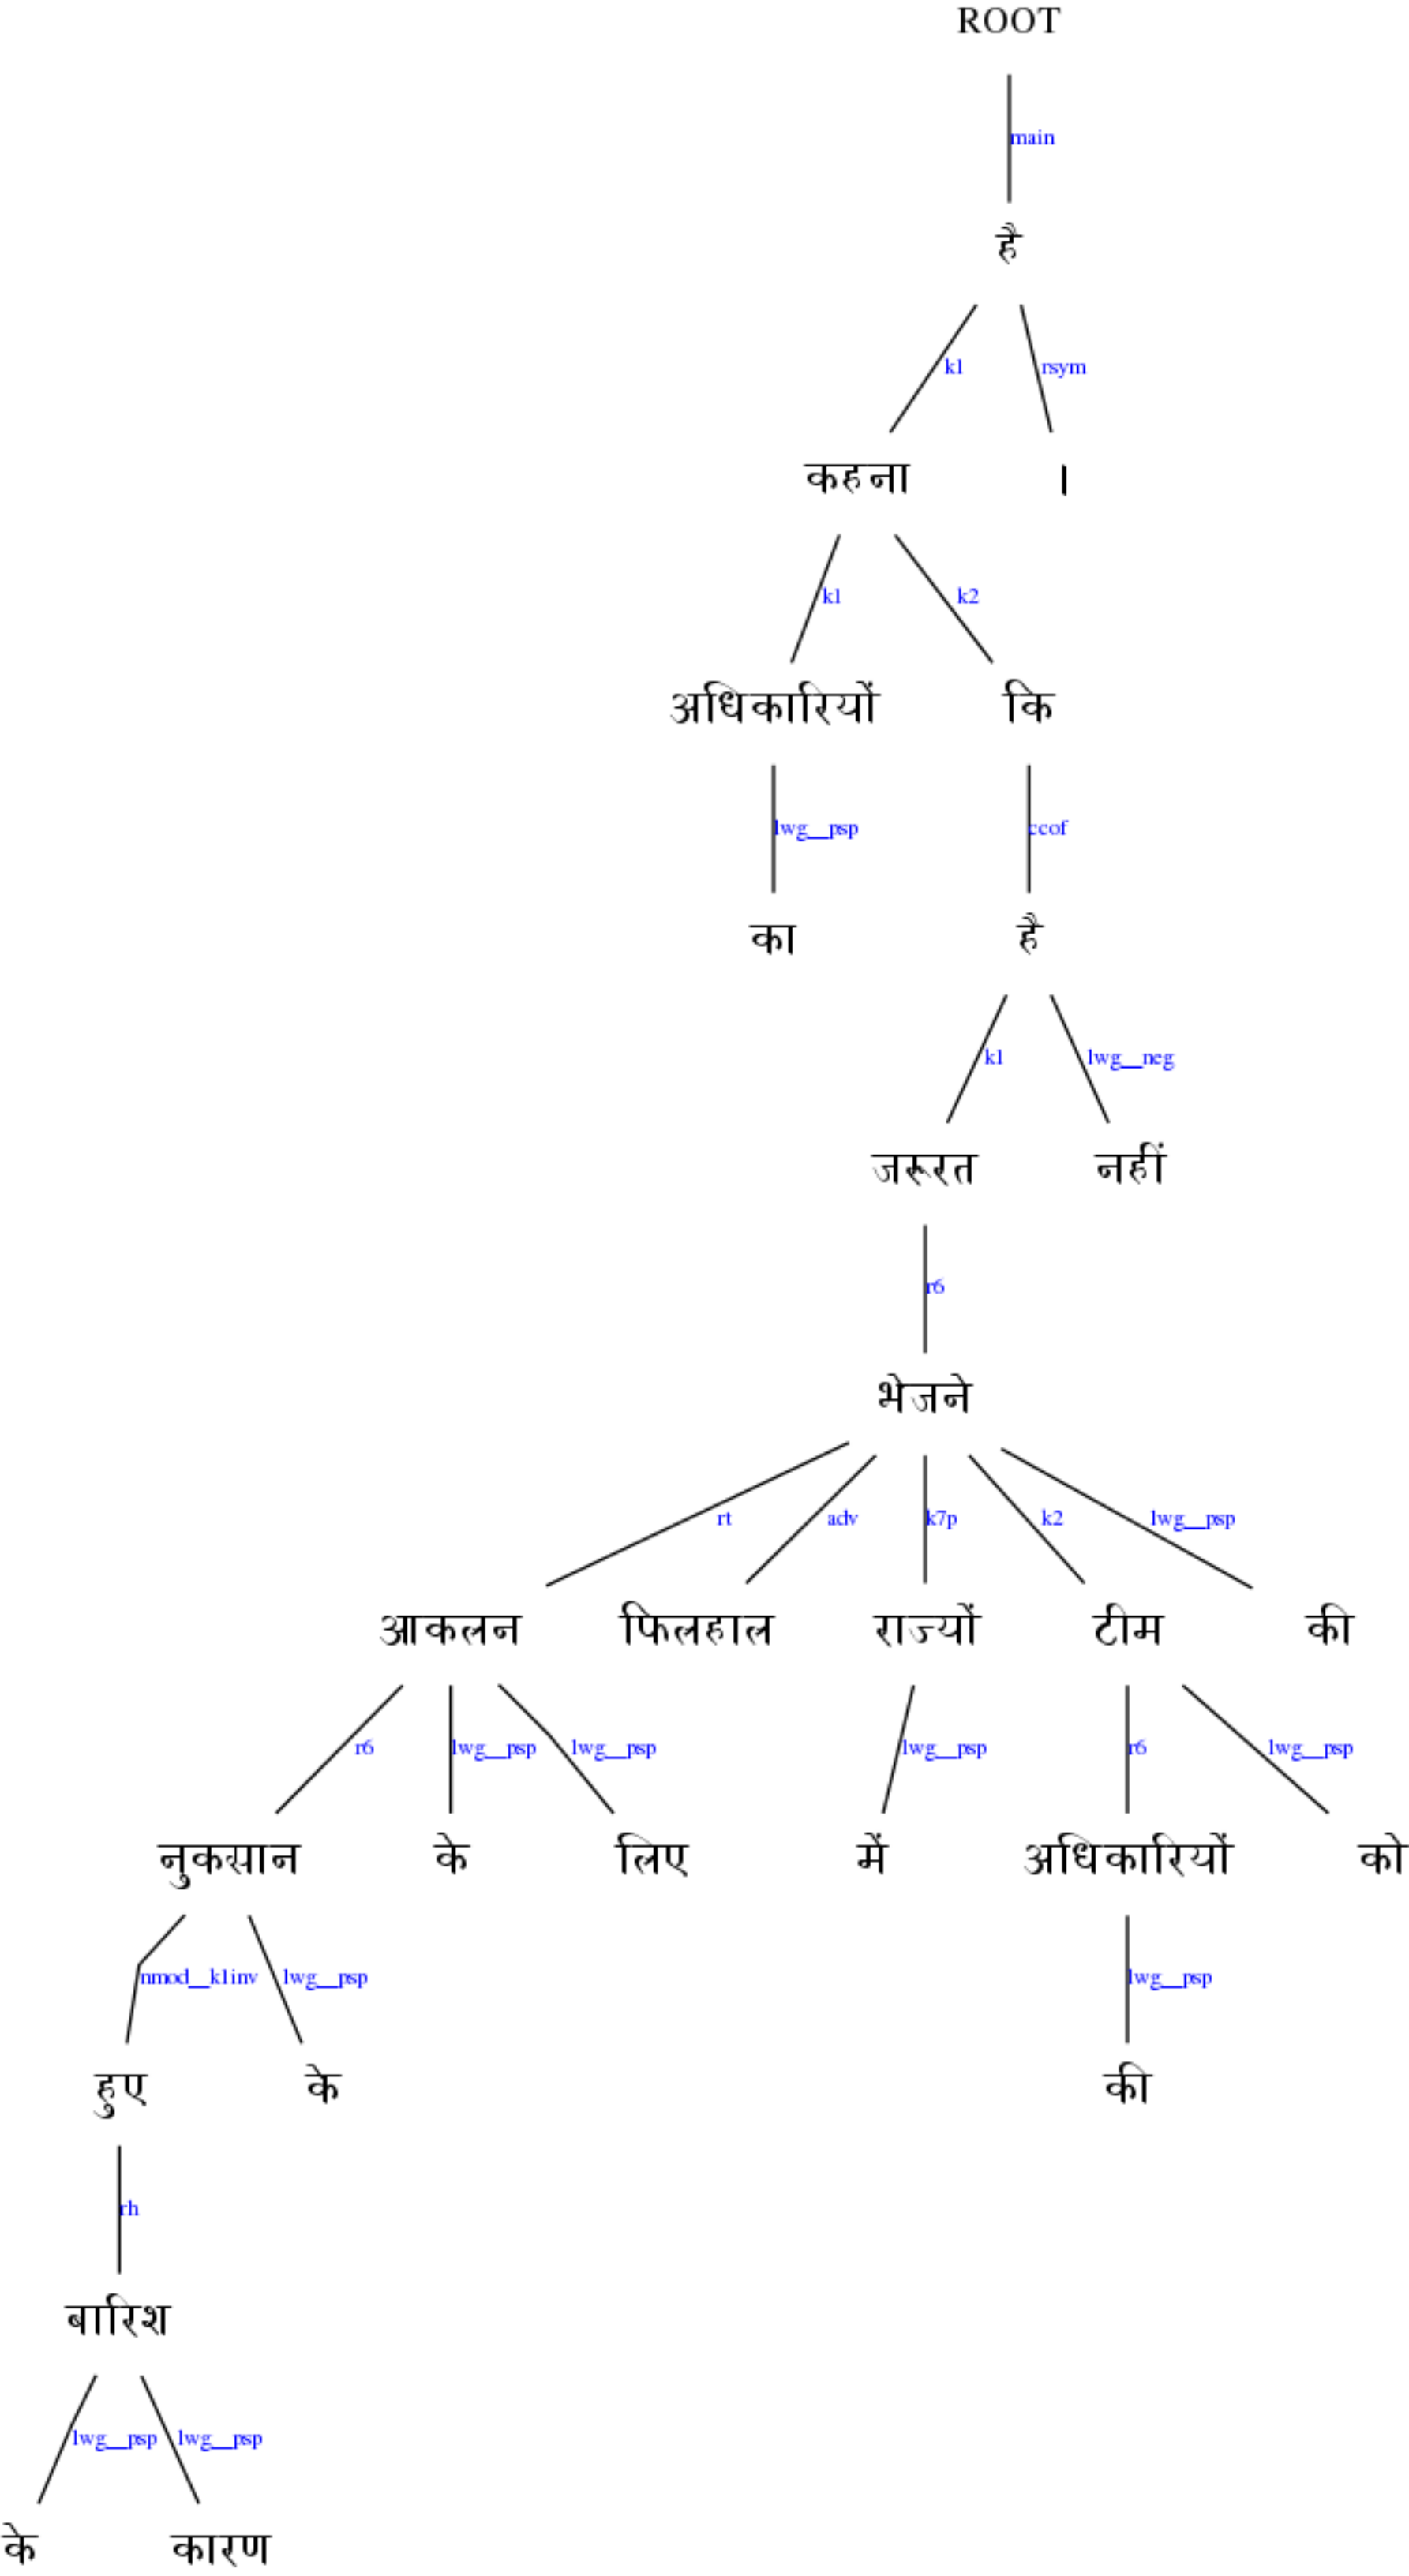 ROOT
main
है
k1 rsym
कहना ।
k1 k2
अधिकारियों कि
lwg__psp ccof
का है
k1 lwg__neg
जरूरत नहीं
r6
भेजने
rt adv k7p k2 lwg__psp
आकलन फिलहाल राज्यों टीम की
r6 lwg__psp lwg__psp lwg__psp r6 lwg__psp
नुकसान के लिए में अधिकारियों को
nmod__k1inv lwg__psp lwg__psp
हुए के की
rh
बारिश
lwg__psp lwg__psp
के कारण